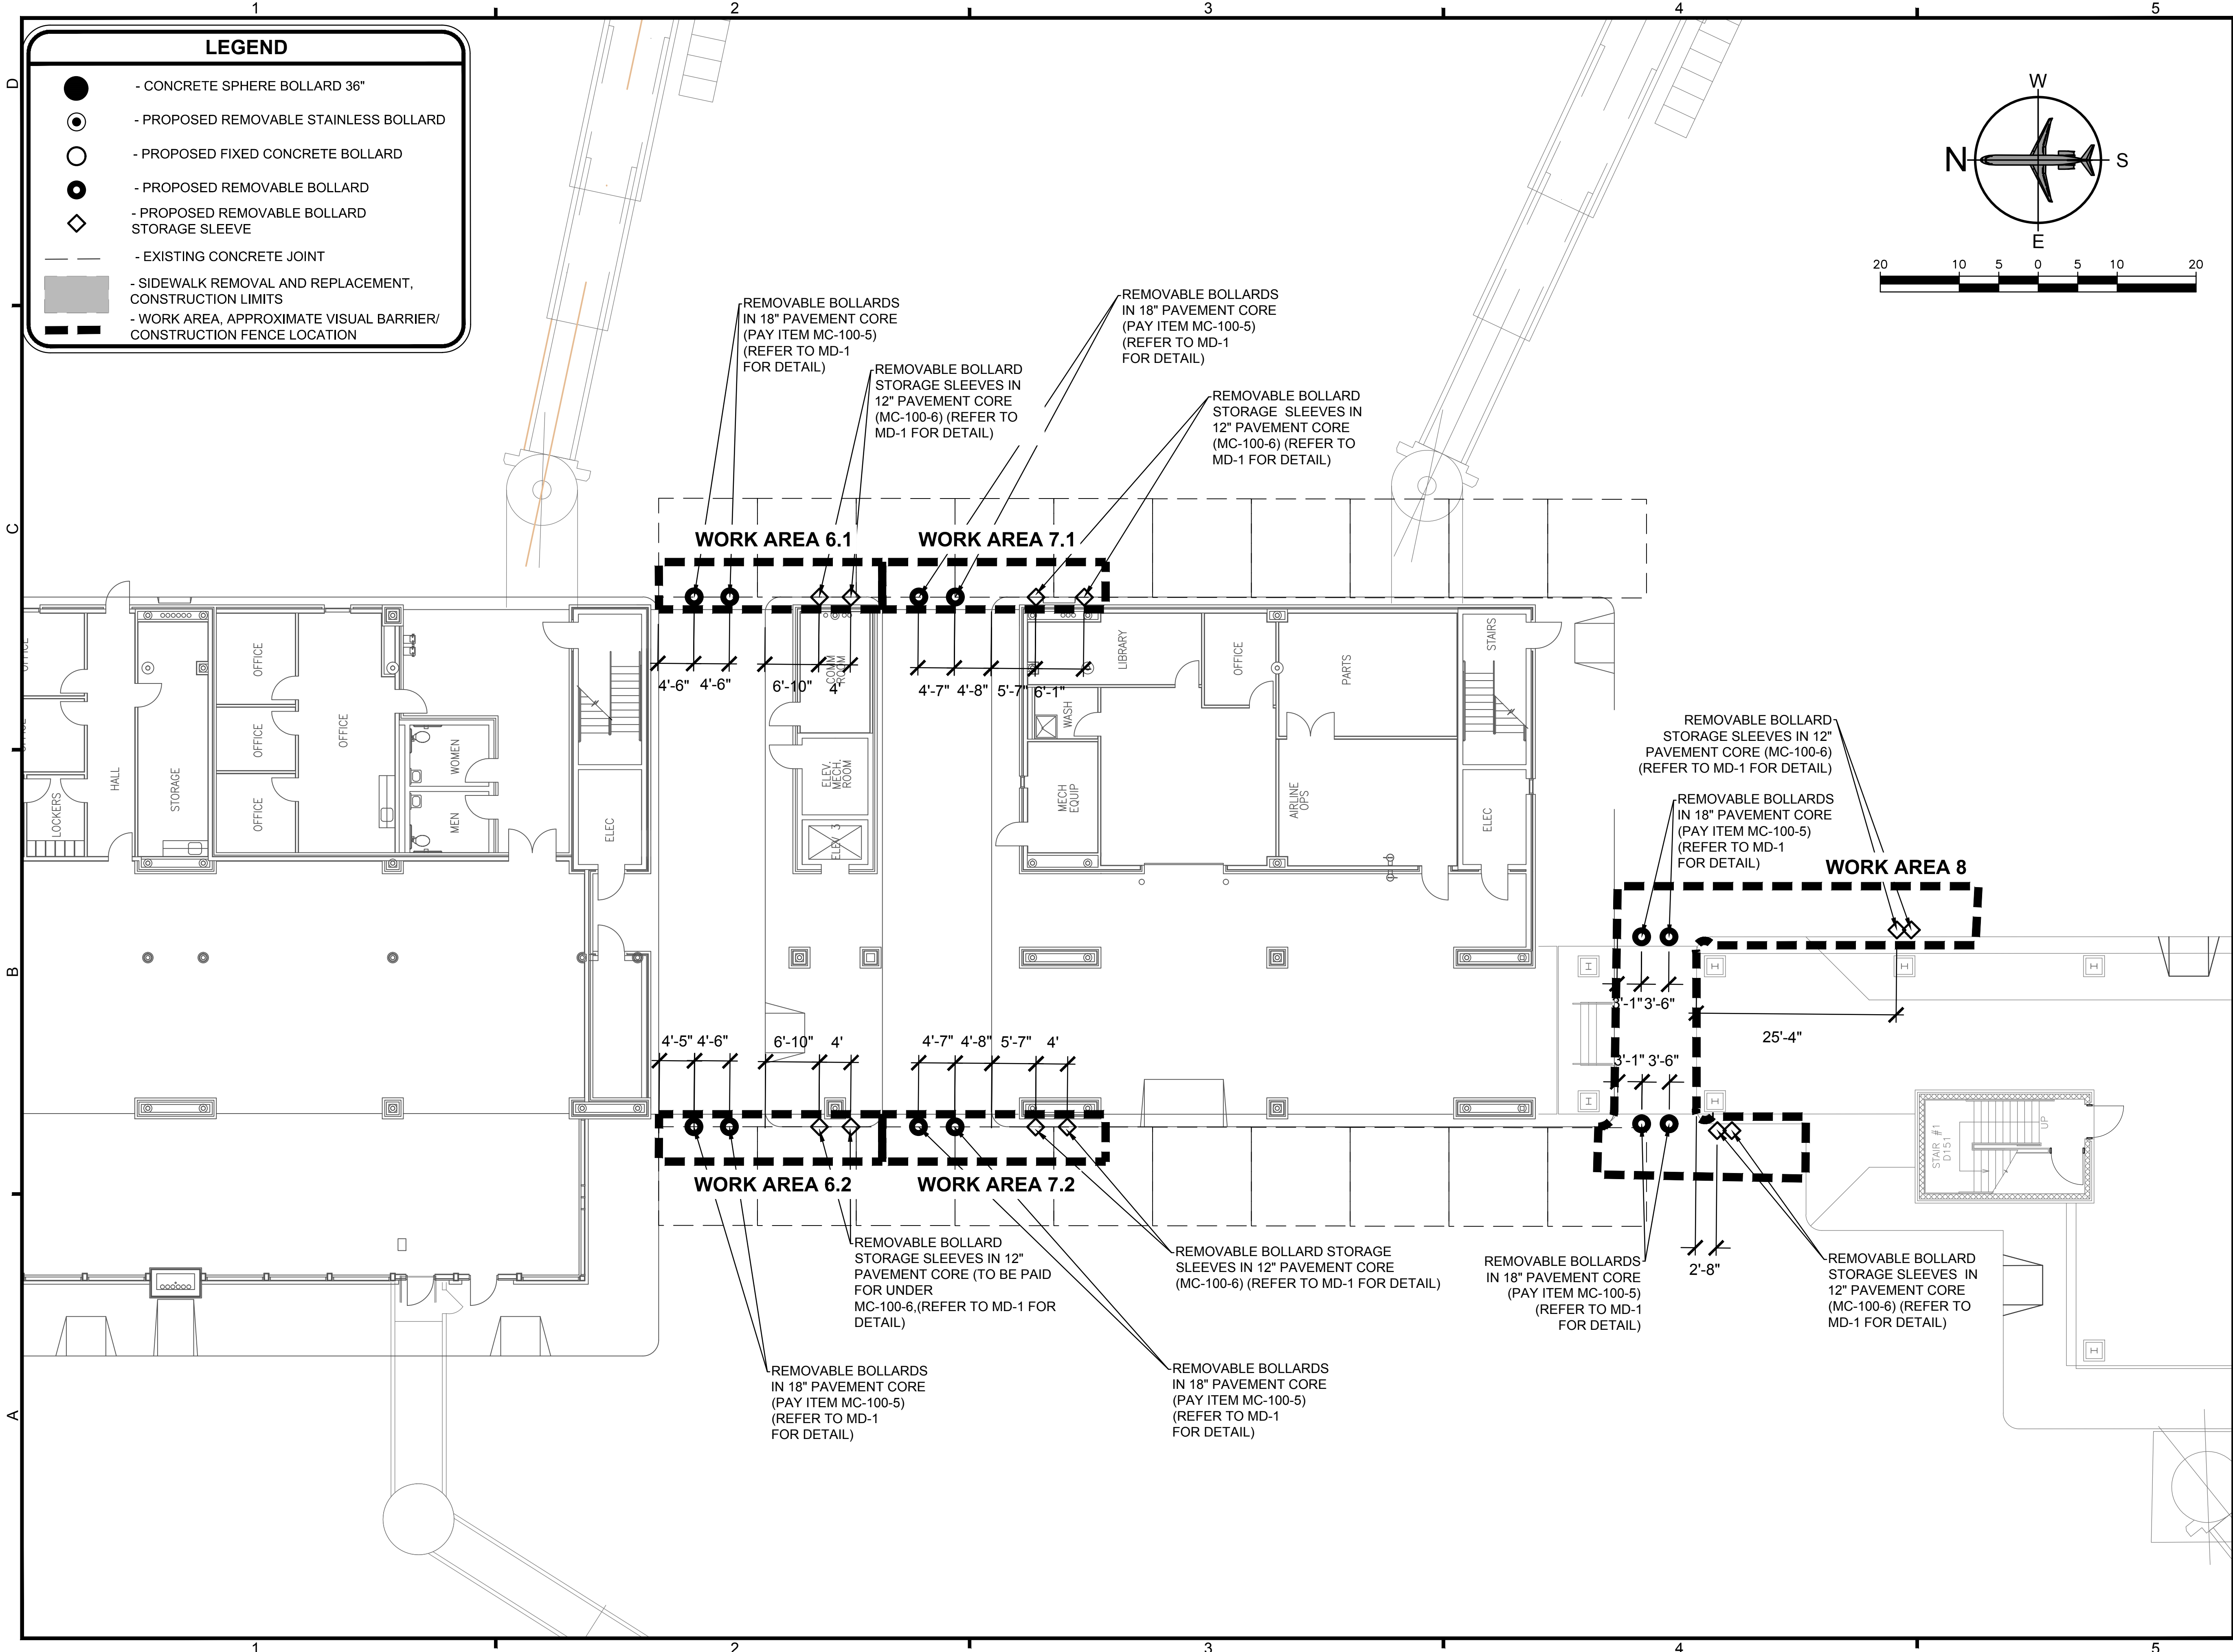 1
2
3
4
5
D
C
B
A
LEGEND
- CONCRETE SPHERE BOLLARD 36"
- PROPOSED REMOVABLE STAINLESS BOLLARD
- PROPOSED FIXED CONCRETE BOLLARD
- PROPOSED REMOVABLE BOLLARD
- PROPOSED REMOVABLE BOLLARD
STORAGE SLEEVE
- EXISTING CONCRETE JOINT
- SIDEWALK REMOVAL AND REPLACEMENT,
CONSTRUCTION LIMITS
- WORK AREA, APPROXIMATE VISUAL BARRIER/
CONSTRUCTION FENCE LOCATION
W
N
S
E
20 10 5 0 5 10 20
REMOVABLE BOLLARDS
IN 18" PAVEMENT CORE
(PAY ITEM MC-100-5)
(REFER TO MD-1
FOR DETAIL)
REMOVABLE BOLLARD
STORAGE SLEEVES IN
12" PAVEMENT CORE
(MC-100-6) (REFER TO
MD-1 FOR DETAIL)
REMOVABLE BOLLARDS
IN 18" PAVEMENT CORE
(PAY ITEM MC-100-5)
(REFER TO MD-1
FOR DETAIL)
REMOVABLE BOLLARD
STORAGE SLEEVES IN
12" PAVEMENT CORE
(MC-100-6) (REFER TO
MD-1 FOR DETAIL)
WORK AREA 6.1
WORK AREA 7.1
4'-6" 4'-6" 6'-10" 4' 4'-7" 4'-8" 5'-7" 6'-1"
OFFICE
OFFICE
LOCKERS
HALL
STORAGE
OFFICE
OFFICE
OFFICE
OFFICE
WOMEN
MEN
ELEC
COMM
ROOM
ELEV.
MECH.
ROOM
ELEV 3
LIBRARY
WASH
MECH
EQUIP
OFFICE
AIRLINE
OPS
PARTS
STAIRS
ELEC
REMOVABLE BOLLARD
STORAGE SLEEVES IN 12"
PAVEMENT CORE (MC-100-6)
(REFER TO MD-1 FOR DETAIL)
REMOVABLE BOLLARDS
IN 18" PAVEMENT CORE
(PAY ITEM MC-100-5)
(REFER TO MD-1
FOR DETAIL)
WORK AREA 8
3'-1" 3'-6"
25'-4"
3'-1" 3'-6"
4'-5" 4'-6" 6'-10" 4' 4'-7" 4'-8" 5'-7" 4'
STAIR #1
D151
UP
WORK AREA 6.2
WORK AREA 7.2
REMOVABLE BOLLARD
STORAGE SLEEVES IN 12"
PAVEMENT CORE (TO BE PAID
FOR UNDER
MC-100-6,(REFER TO MD-1 FOR
DETAIL)
REMOVABLE BOLLARD STORAGE
SLEEVES IN 12" PAVEMENT CORE
(MC-100-6) (REFER TO MD-1 FOR DETAIL)
REMOVABLE BOLLARDS
IN 18" PAVEMENT CORE
(PAY ITEM MC-100-5)
(REFER TO MD-1
FOR DETAIL)
2'-8"
REMOVABLE BOLLARD
STORAGE SLEEVES IN
12" PAVEMENT CORE
(MC-100-6) (REFER TO
MD-1 FOR DETAIL)
REMOVABLE BOLLARDS
IN 18" PAVEMENT CORE
(PAY ITEM MC-100-5)
(REFER TO MD-1
FOR DETAIL)
REMOVABLE BOLLARDS
IN 18" PAVEMENT CORE
(PAY ITEM MC-100-5)
(REFER TO MD-1
FOR DETAIL)
1
2
3
4
5